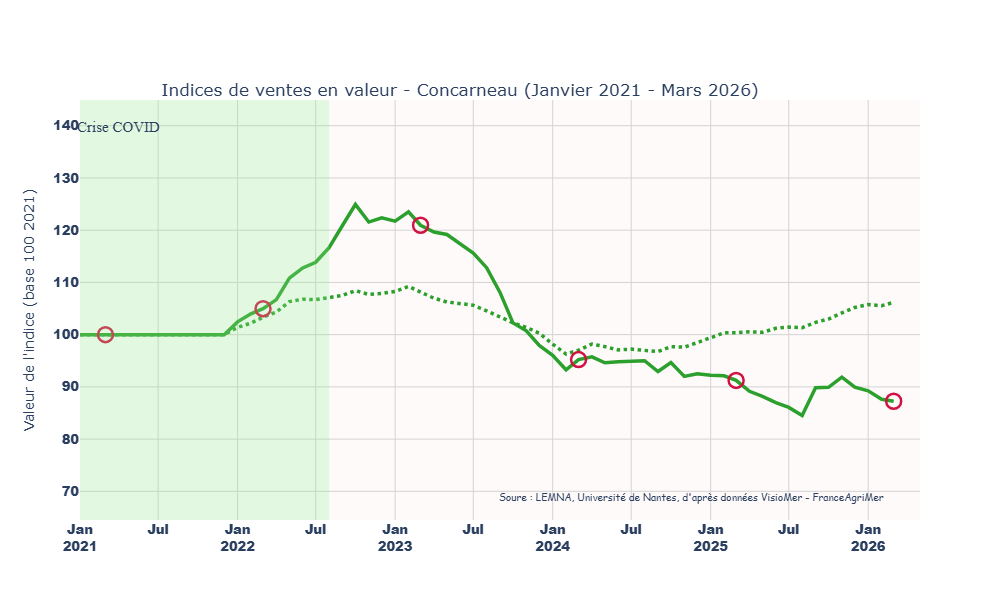 Indices de ventes en valeur - Concarneau (Janvier 2021 - Mars 2026)
Crise COVID
Valeur de l'indice (base 100 2021)
140
130
120
110
100
90
80
70
Soure : LEMNA, Université de Nantes, d'après données VisioMer - FranceAgriMer
Jan Jul Jan Jul Jan Jul Jan Jul Jan Jul Jan
2021 2022 2023 2024 2025 2026